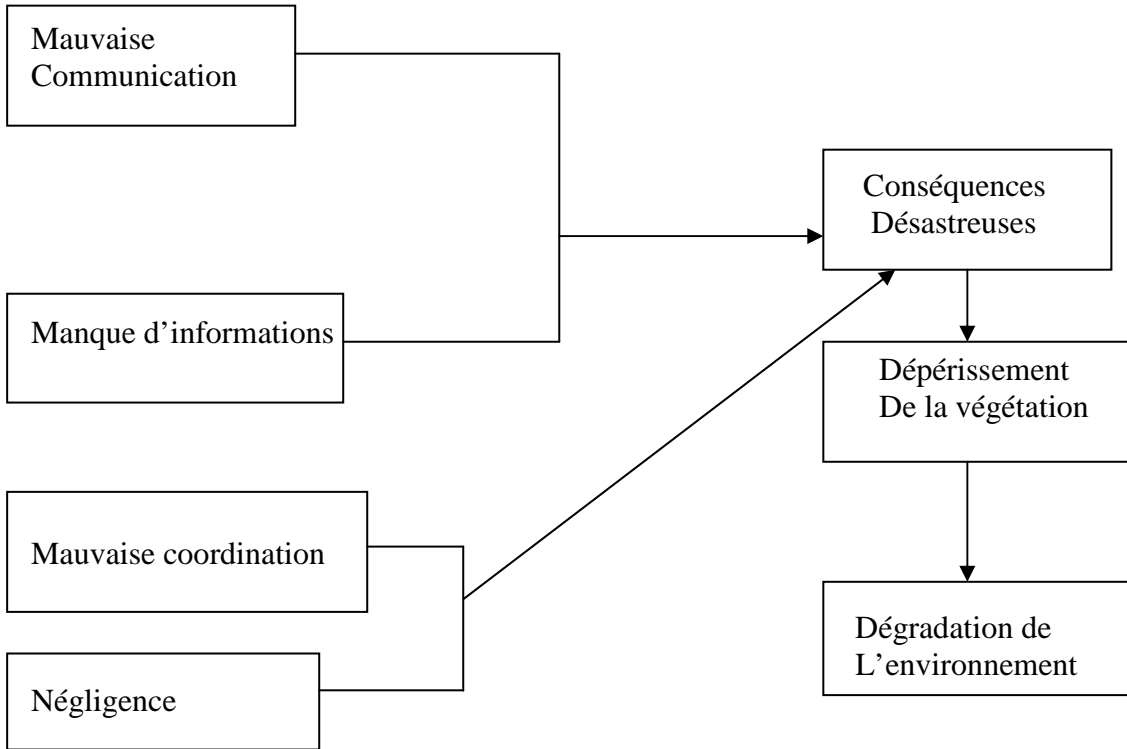 Mauvaise
Communication
Manque d’informations
Mauvaise coordination
Négligence
Conséquences
Désastreuses
Dépérissement
De la végétation
Dégradation de
L’environnement